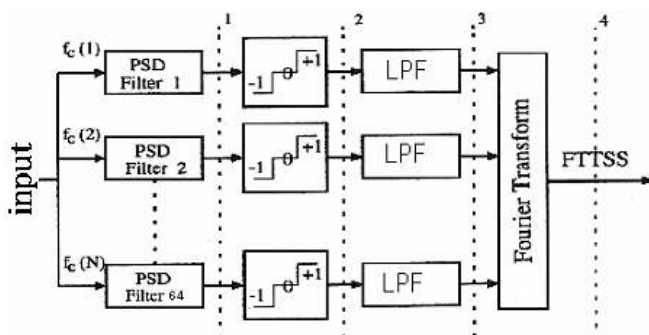 1 2 3 4
input
f_c (1)
PSD
Filter 1
-1 0 +1
LPF
f_c (2)
PSD
Filter 2
-1 0 +1
LPF
f_c (N)
PSD
Filter 64
-1 0 +1
LPF
Fourier Transform
FTTSS